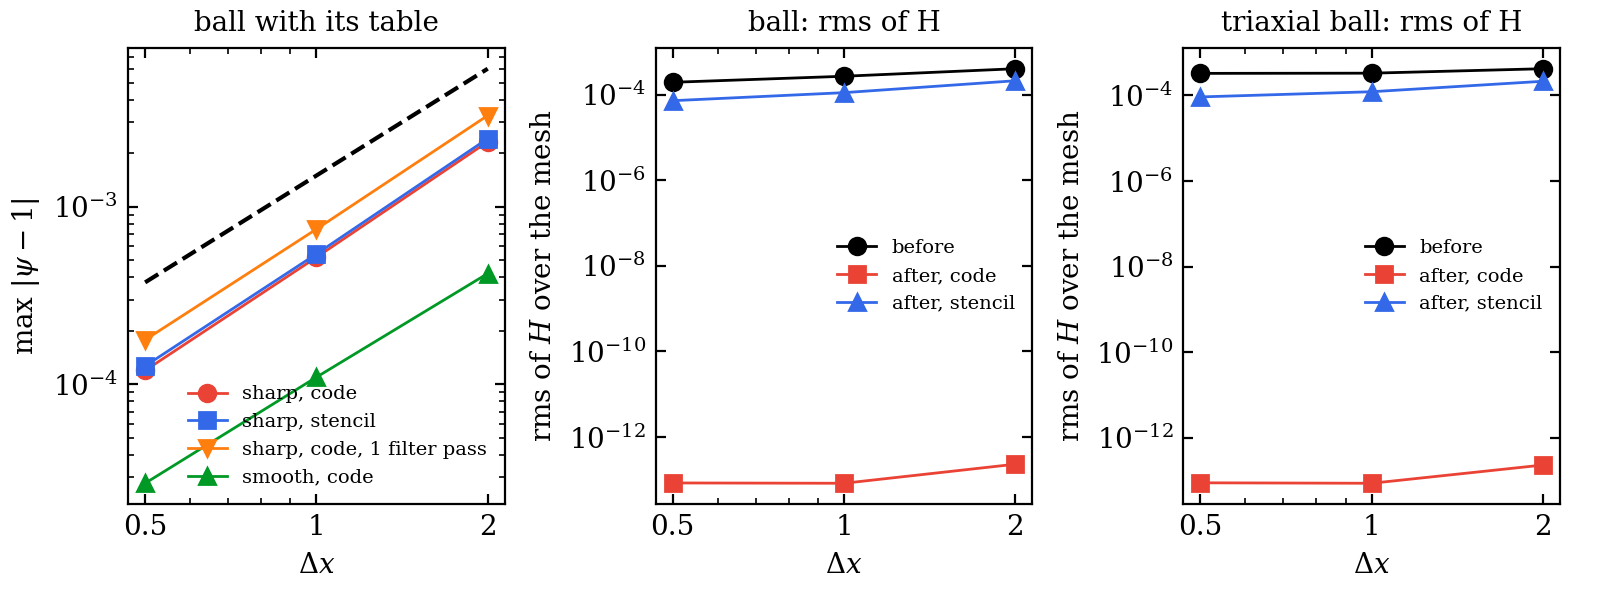 ball with its table
max |ψ − 1|
10⁻³
10⁻⁴
sharp, code
sharp, stencil
sharp, code, 1 filter pass
smooth, code
0.5 1 2
Δx
ball: rms of H
rms of H over the mesh
10⁻⁴
10⁻⁶
10⁻⁸
10⁻¹⁰
10⁻¹²
before
after, code
after, stencil
0.5 1 2
Δx
triaxial ball: rms of H
rms of H over the mesh
10⁻⁴
10⁻⁶
10⁻⁸
10⁻¹⁰
10⁻¹²
before
after, code
after, stencil
0.5 1 2
Δx